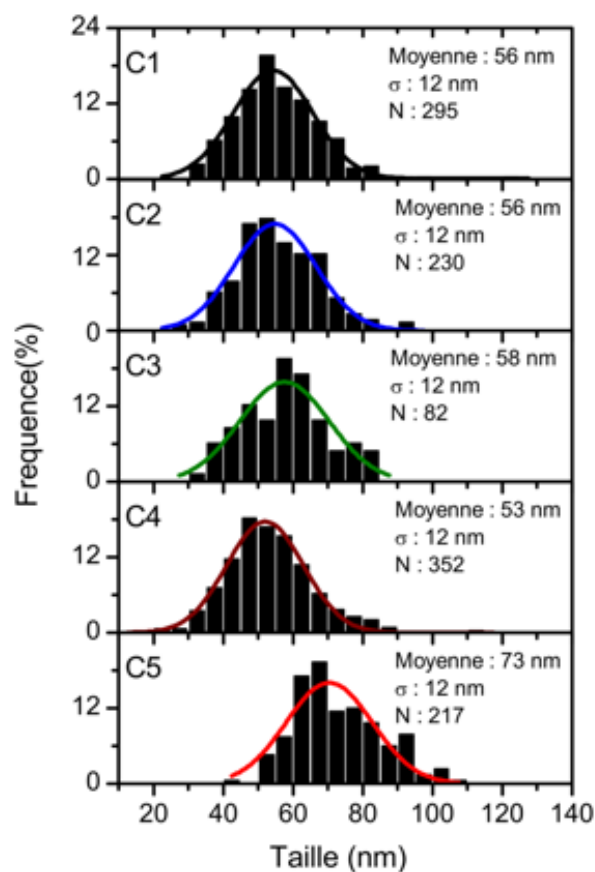 Frequence(%)
24
12
0
C1
Moyenne : 56 nm
σ : 12 nm
N : 295
12
0
C2
Moyenne : 56 nm
σ : 12 nm
N : 230
12
0
C3
Moyenne : 58 nm
σ : 12 nm
N : 82
12
0
C4
Moyenne : 53 nm
σ : 12 nm
N : 352
12
0
C5
Moyenne : 73 nm
σ : 12 nm
N : 217
20 40 60 80 100 120 140
Taille (nm)